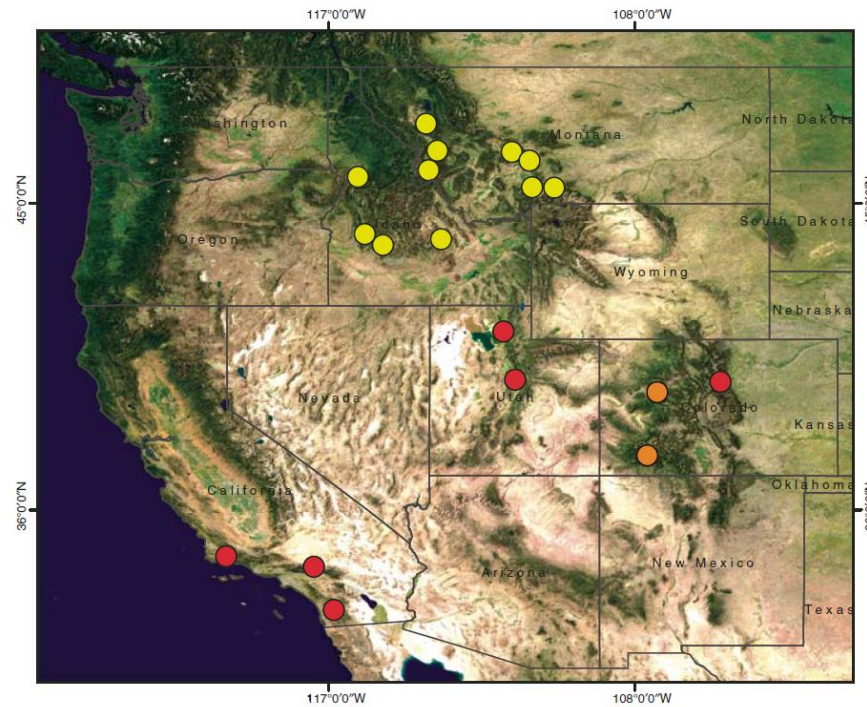 117°0'0"W
108°0'0"W
Washington
Montana
North Dakota
45°0'0"N
Idaho
Oregon
South Dakota
Wyoming
Nebraska
Nevada
Utah
Colorado
Kansas
California
Oklahoma
36°0'0"N
Arizona
New Mexico
Texas
117°0'0"W
108°0'0"W